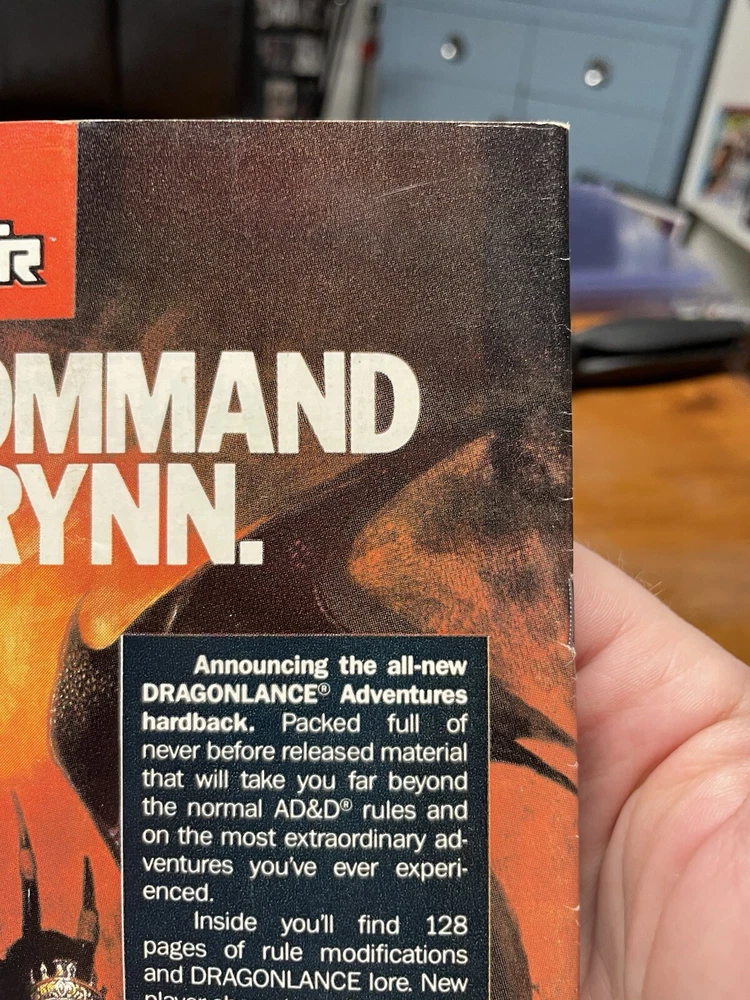 OMMAND
RYNN.
Announcing the all-new
DRAGONLANCE® Adventures
hardback. Packed full of
never before released material
that will take you far beyond
the normal AD&D® rules and
on the most extraordinary ad-
ventures you've ever experi-
enced.
Inside you'll find 128
pages of rule modifications
and DRAGONLANCE lore. New